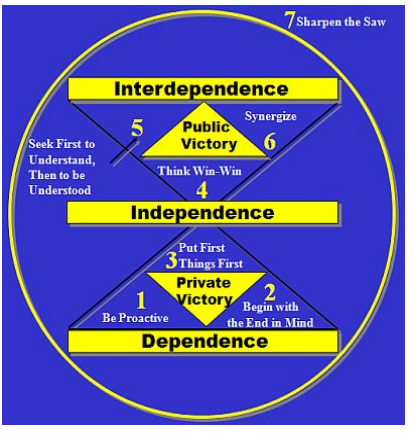 7 Sharpen the Saw
Interdependence
Synergize
5
Public
Victory
6
Seek First to
Understand,
Then to be
Understood
Think Win-Win
4
Independence
Put First
3 Things First
Private
Victory
1
2
Be Proactive
Begin with
the End in Mind
Dependence